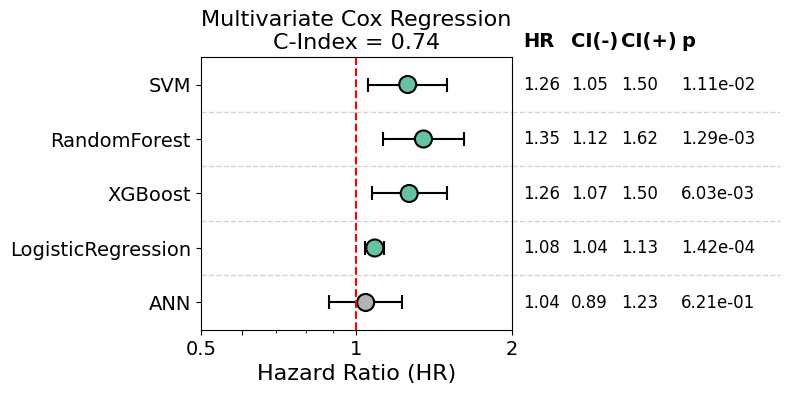 Multivariate Cox Regression
C-Index = 0.74
HR CI(-) CI(+) p
SVM 1.26 1.05 1.50 1.11e-02
RandomForest 1.35 1.12 1.62 1.29e-03
XGBoost 1.26 1.07 1.50 6.03e-03
LogisticRegression 1.08 1.04 1.13 1.42e-04
ANN 1.04 0.89 1.23 6.21e-01
0.5 1 2
Hazard Ratio (HR)